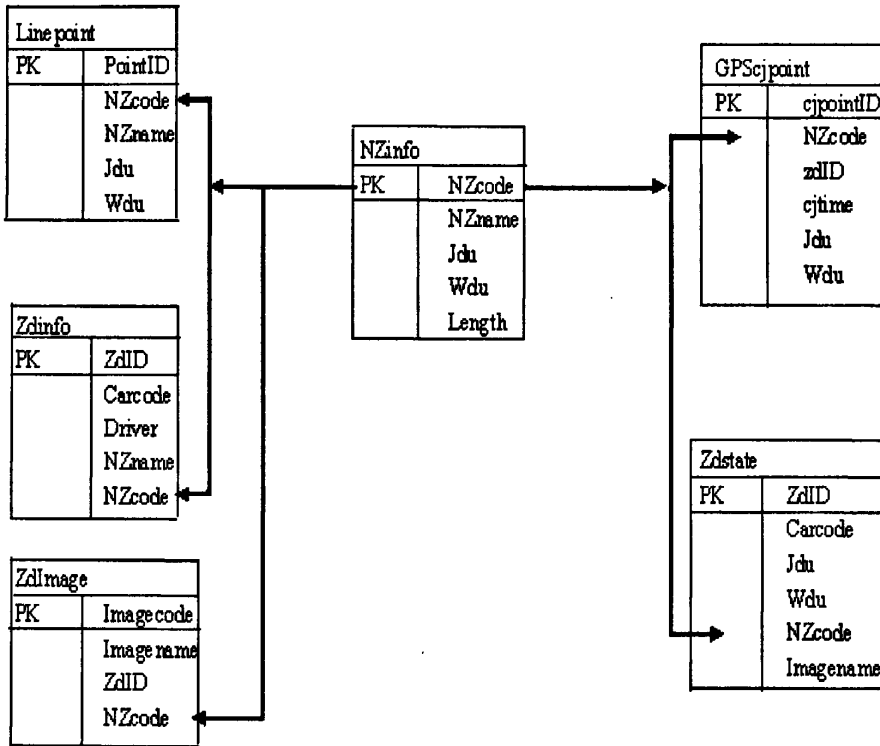 Linepoint
PK PointID
NZcode
NZname
Jdu
Wdu
Zdinfo
PK ZdID
Carcode
Driver
NZname
NZcode
ZdImage
PK Imagecode
Imagename
ZdID
NZcode
NZinfo
PK NZcode
NZname
Jdu
Wdu
Length
GPScjpoint
PK cjpointID
NZcode
zdID
cjtime
Jdu
Wdu
Zdstate
PK ZdID
Carcode
Jdu
Wdu
NZcode
Imagename